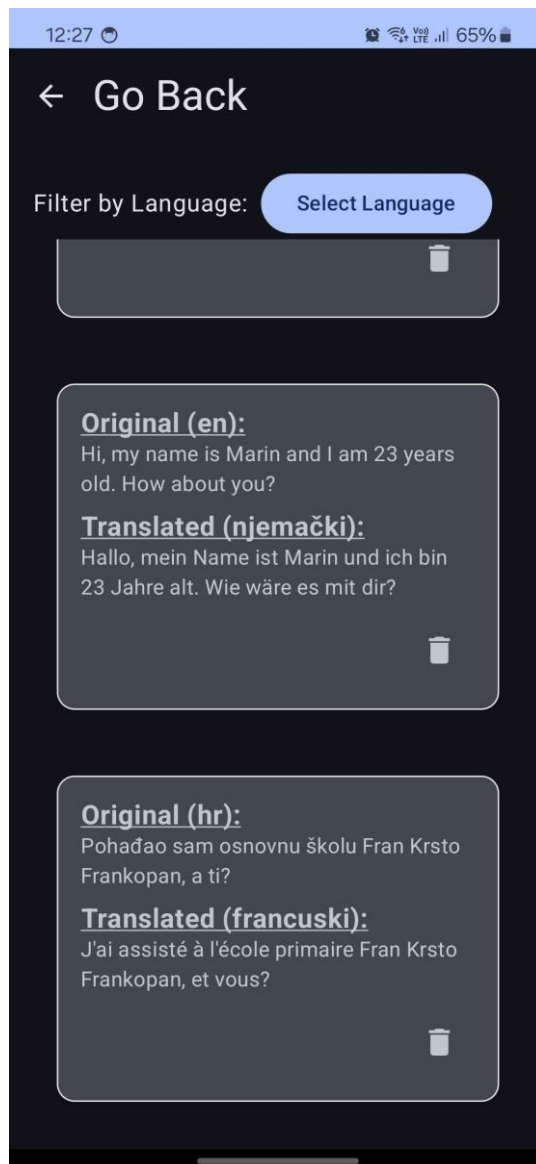 12:27 65%
← Go Back
Filter by Language: Select Language
Original (en):
Hi, my name is Marin and I am 23 years
old. How about you?
Translated (njemački):
Hallo, mein Name ist Marin und ich bin
23 Jahre alt. Wie wäre es mit dir?
Original (hr):
Pohađao sam osnovnu školu Fran Krsto
Frankopan, a ti?
Translated (francuski):
J'ai assisté à l'école primaire Fran Krsto
Frankopan, et vous?